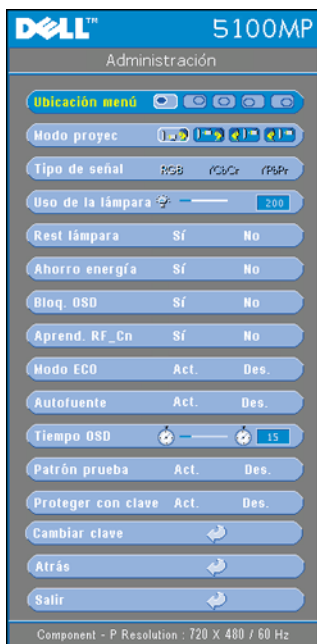 DELL™ 5100MP
Administración
Ubicación menú
Modo proyec
Tipo de señal RGB YCbCr YPbPr
Uso de la lámpara 200
Rest lámpara Sí No
Ahorro energía Sí No
Bloq. OSD Sí No
Aprend. RF_Cn Sí No
Modo ECO Act. Des.
Autofuente Act. Des.
Tiempo OSD 15
Patrón prueba Act. Des.
Proteger con clave Act. Des.
Cambiar clave
Atrás
Salir
Component - P Resolution : 720 X 480 / 60 Hz